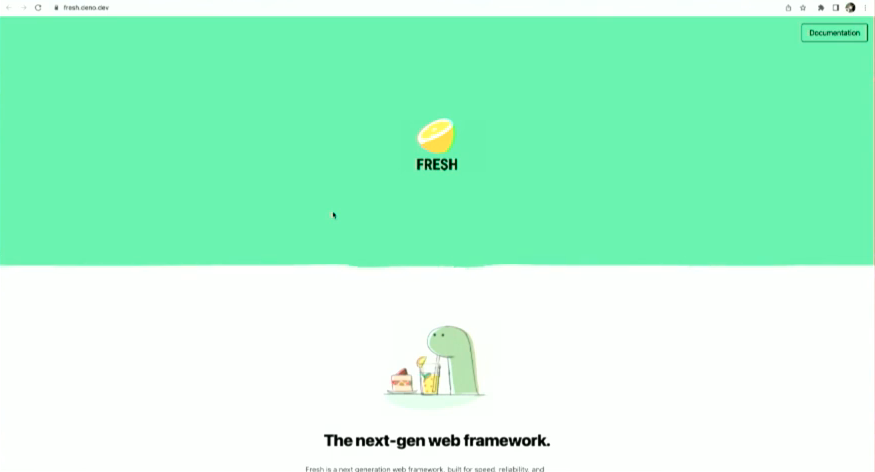 fresh.deno.dev
Documentation
FRESH
The next-gen web framework.
Fresh is a next generation web framework, built for speed, reliability, and